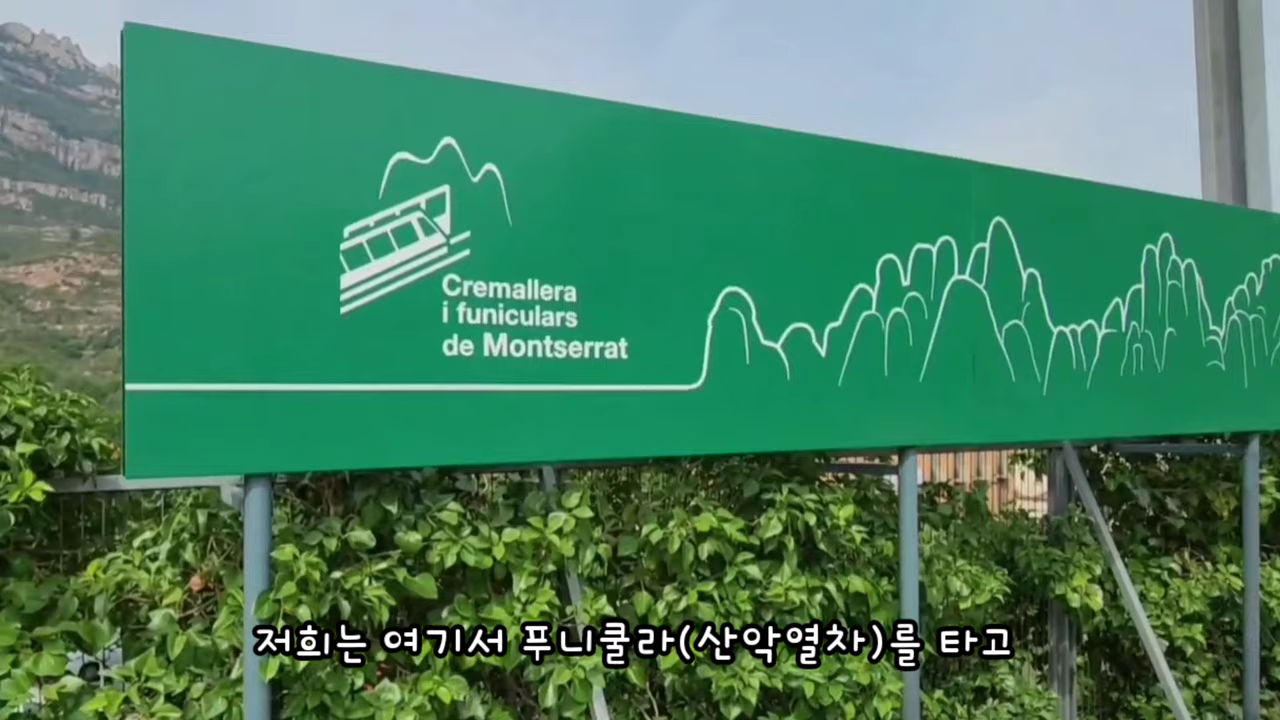 Cremallera
i funiculars
de Montserrat
저희는 여기서 푸니쿨라(산악열차)를 타고